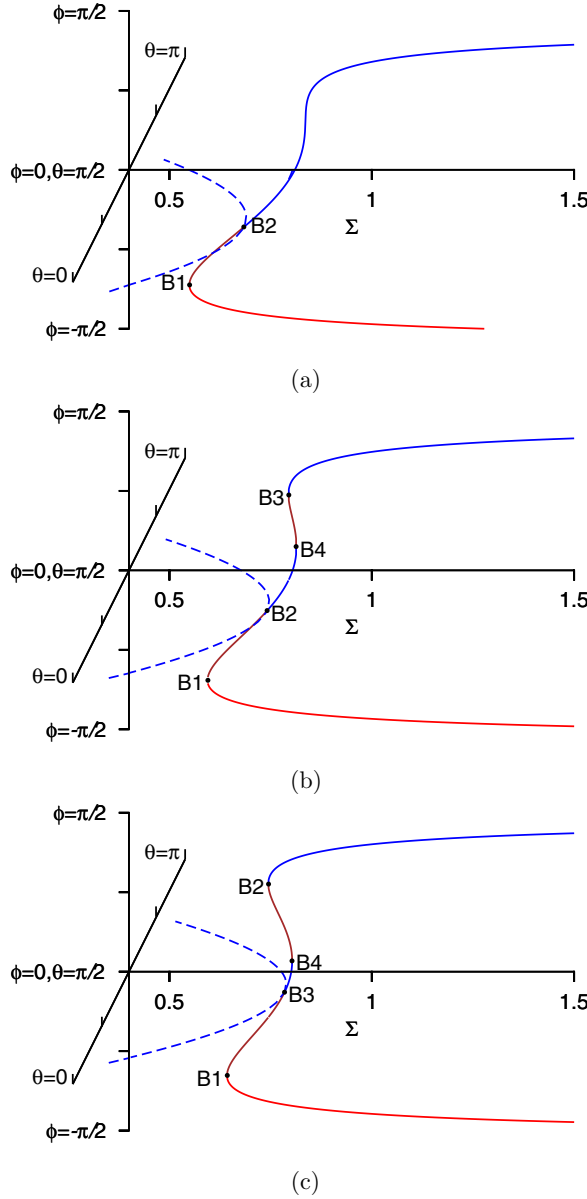 ϕ=π/2
θ=π
ϕ=0,θ=π/2
0.5
1
1.5
B2
Σ
θ=0
B1
ϕ=-π/2
(a)
ϕ=π/2
θ=π
B3
B4
ϕ=0,θ=π/2
0.5
1
1.5
B2
Σ
θ=0
B1
ϕ=-π/2
(b)
ϕ=π/2
θ=π
B2
B4
ϕ=0,θ=π/2
0.5
1
1.5
B3
Σ
θ=0
B1
ϕ=-π/2
(c)